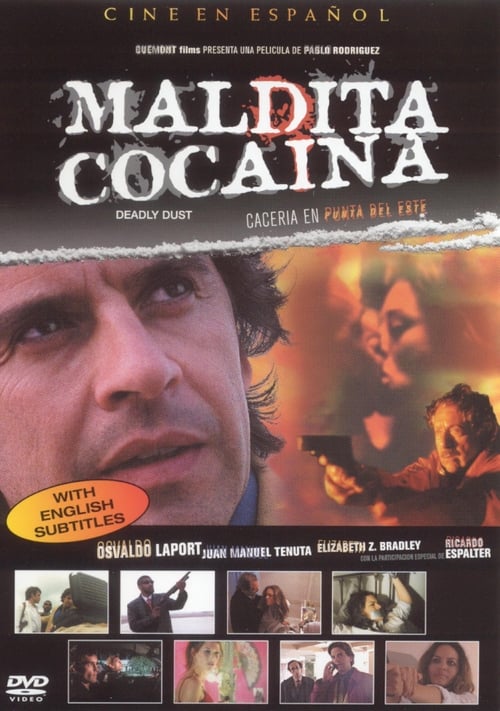 CINE EN ESPAÑOL
GUEMONT films PRESENTA UNA PELICULA DE PABLO RODRIGUEZ
MALDITA
COCAINA
DEADLY DUST
CACERIA EN PUNTA DEL ESTE
WITH
ENGLISH
SUBTITLES
OSVALDO LAPORT JUAN MANUEL TENUTA ELIZABETH Z. BRADLEY
CON LA PARTICIPACION ESPECIAL DE RICARDO ESPALTER
DVD
VIDEO